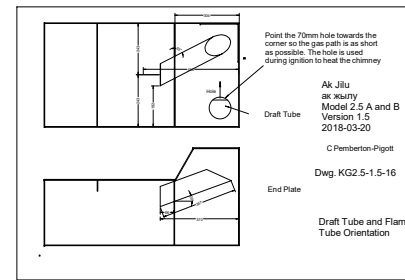 Point the 70mm hole towards the
corner so the gas path is as short
as possible. The hole is used
during ignition to heat the chimney
Hole
Draft Tube
Ak Jilu
ак жылу
Model 2.5 A and B
Version 1.5
2018-03-20
C Pemberton-Pigott
Dwg. KG2.5-1.5-16
End Plate
Draft Tube and Flam
Tube Orientation